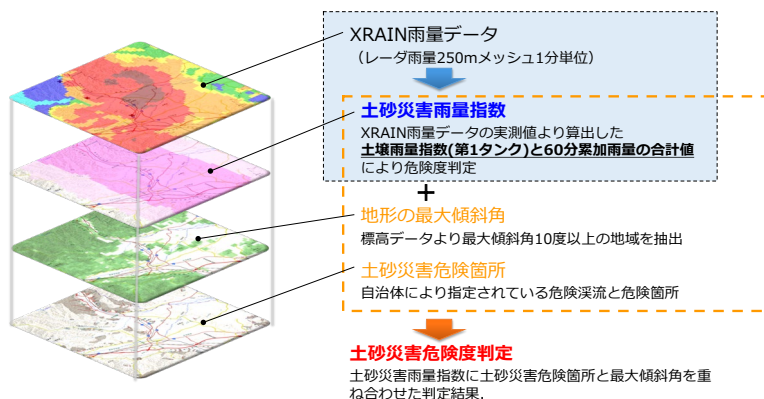 XRAIN雨量データ
(レーダ雨量250mメッシュ1分単位)
土砂災害雨量指数
XRAIN雨量データの実測値より算出した
土壌雨量指数(第1タンク)と60分累加雨量の合計値
により危険度判定
+
地形の最大傾斜角
標高データより最大傾斜角10度以上の地域を抽出
土砂災害危険箇所
自治体により指定されている危険渓流と危険箇所
土砂災害危険度判定
土砂災害雨量指数に土砂災害危険箇所と最大傾斜角を重
ね合わせた判定結果.